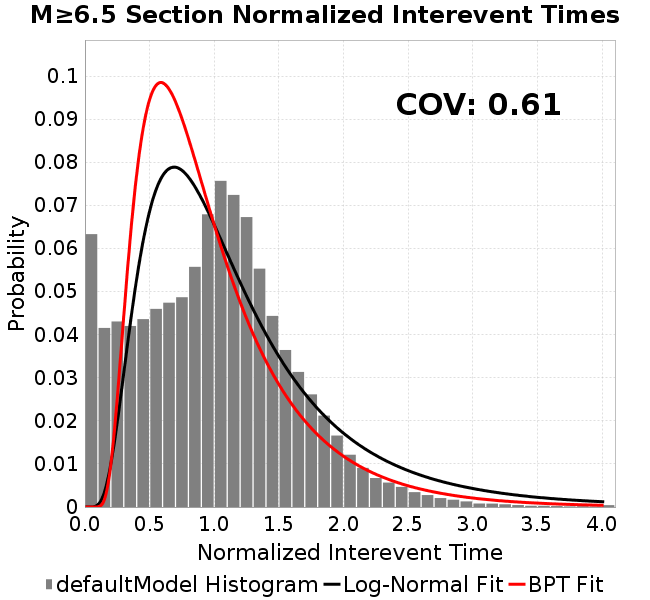 M≥6.5 Section Normalized Interevent Times
COV: 0.61
Probability
0.1
0.09
0.08
0.07
0.06
0.05
0.04
0.03
0.02
0.01
0
0.0 0.5 1.0 1.5 2.0 2.5 3.0 3.5 4.0
Normalized Interevent Time
defaultModel Histogram Log-Normal Fit BPT Fit